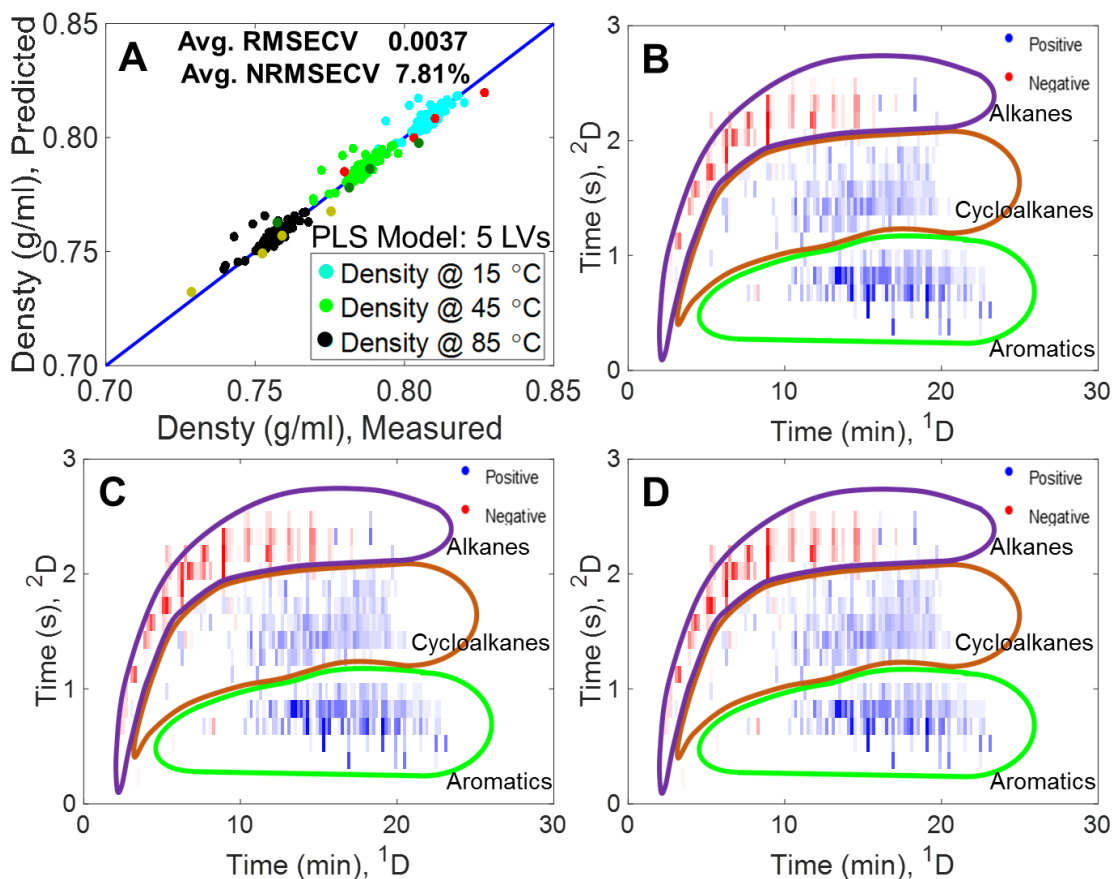 A
Avg. RMSECV 0.0037
Avg. NRMSECV 7.81%
PLS Model: 5 LVs
Density @ 15 °C
Density @ 45 °C
Density @ 85 °C
0.85
0.80
0.75
0.70
0.70 0.75 0.80 0.85
Densty (g/ml), Predicted
Densty (g/ml), Measured
B
Positive
Negative
Alkanes
Cycloalkanes
Aromatics
3
2
1
0
0 10 20 30
Time (s), ²D
Time (min), ¹D
C
Positive
Negative
Alkanes
Cycloalkanes
Aromatics
3
2
1
0
0 10 20 30
Time (s), ²D
Time (min), ¹D
D
Positive
Negative
Alkanes
Cycloalkanes
Aromatics
3
2
1
0
0 10 20 30
Time (s), ²D
Time (min), ¹D